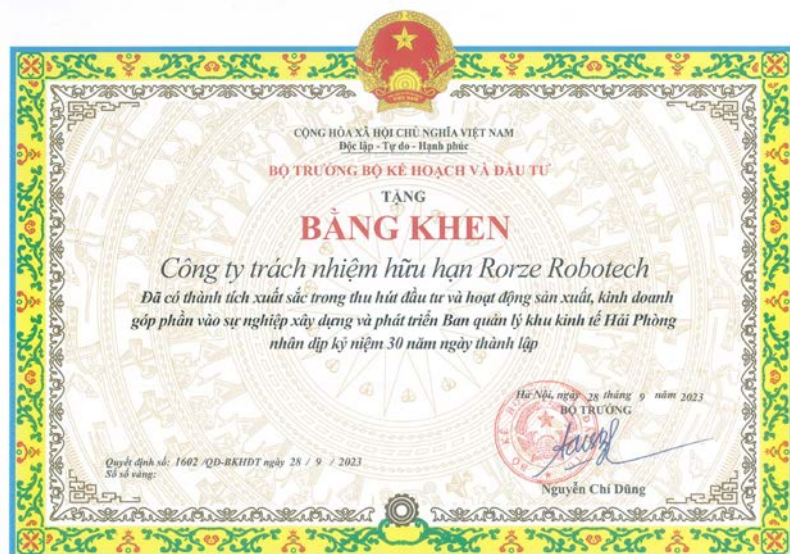 CỘNG HÒA XÃ HỘI CHỦ NGHĨA VIỆT NAM
Độc lập - Tự do - Hạnh phúc
BỘ TRƯỞNG BỘ KẾ HOẠCH VÀ ĐẦU TƯ
TẶNG
BẰNG KHEN
Công ty trách nhiệm hữu hạn Rorze Robotech
Đã có thành tích xuất sắc trong thu hút đầu tư và hoạt động sản xuất, kinh doanh
góp phần vào sự nghiệp xây dựng và phát triển Ban quản lý khu kinh tế Hải Phòng
nhân dịp kỷ niệm 30 năm ngày thành lập
Hà Nội, ngày 28 tháng 9 năm 2023
BỘ TRƯỞNG
Quyết định số: 1602 /QĐ-BKHĐT ngày 28 / 9 / 2023
Số sổ vàng:
Nguyễn Chí Dũng